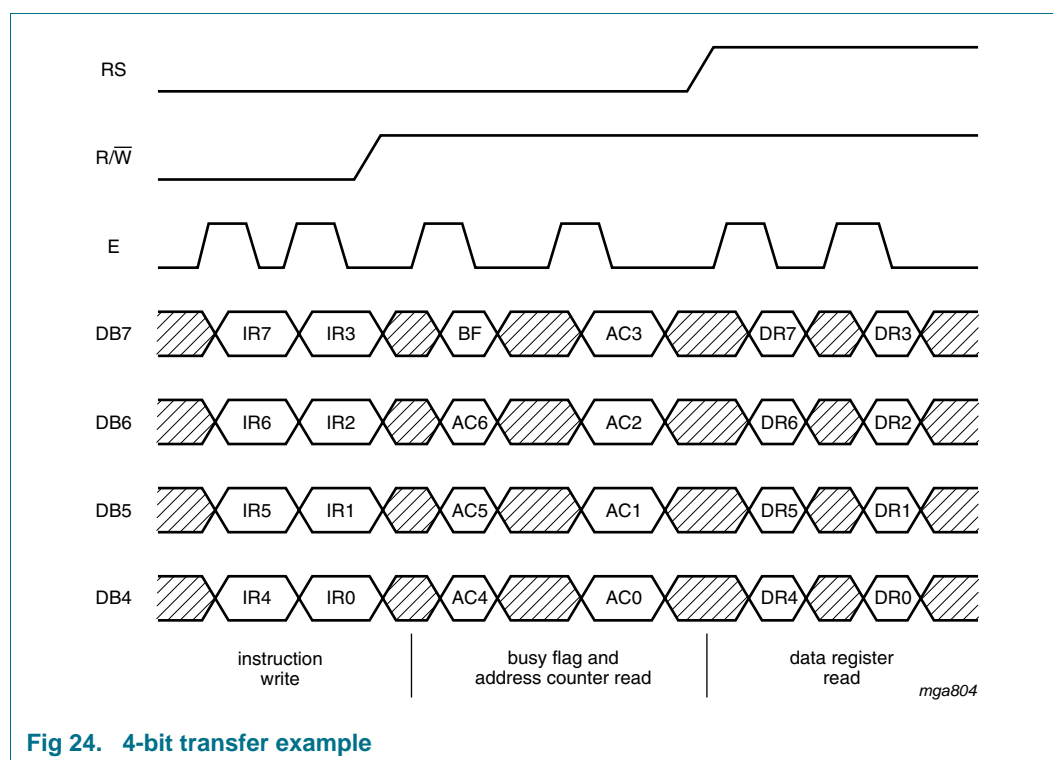 RS
R/W̅
E
DB7 IR7 IR3 BF AC3 DR7 DR3
DB6 IR6 IR2 AC6 AC2 DR6 DR2
DB5 IR5 IR1 AC5 AC1 DR5 DR1
DB4 IR4 IR0 AC4 AC0 DR4 DR0
instruction
write
busy flag and
address counter read
data register
read
mga804
Fig 24. 4-bit transfer example